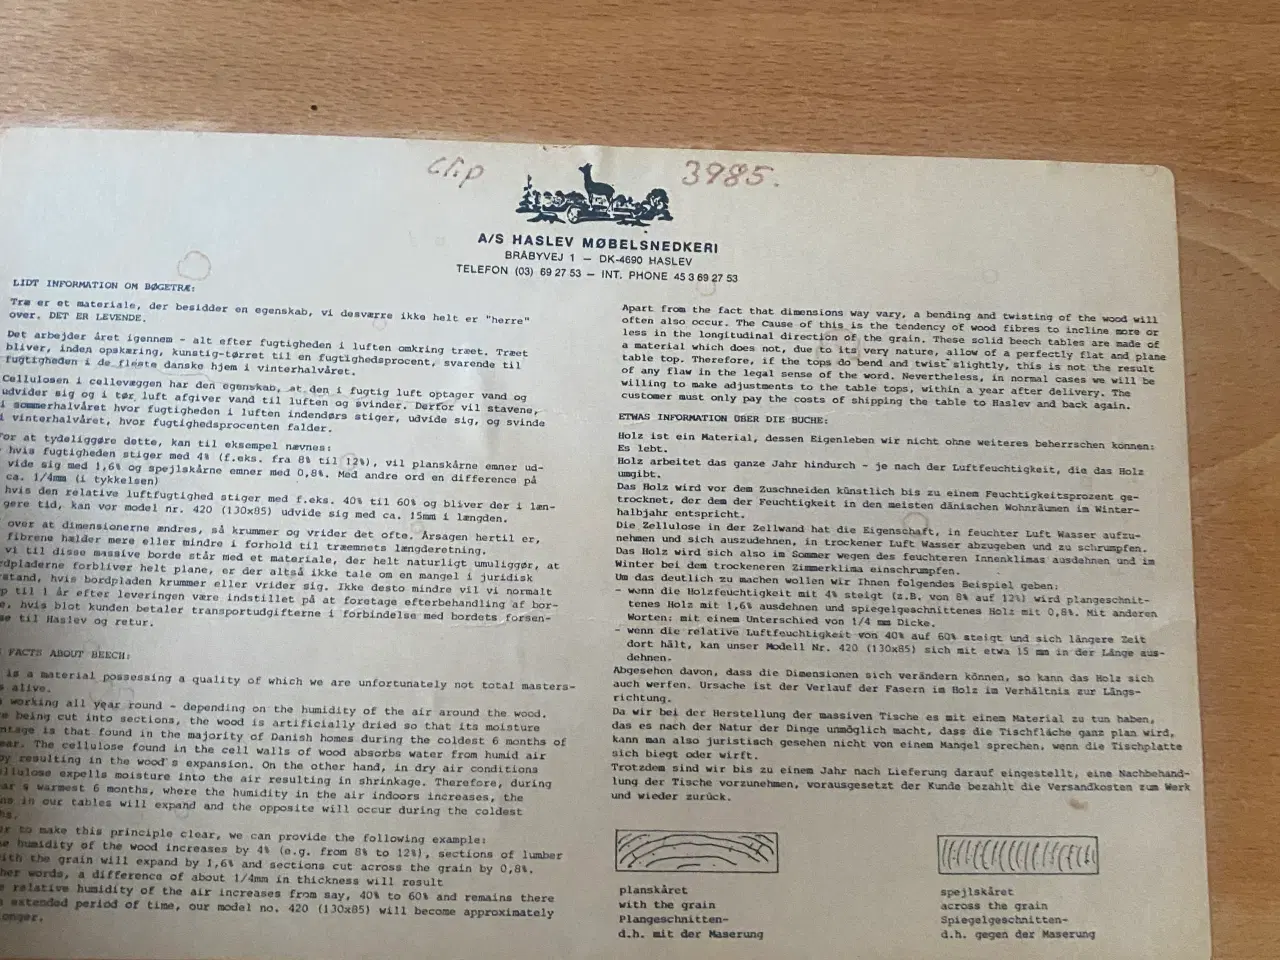 clip 3985.
A/S HASLEV MØBELSNEDKERI
BRÅBYVEJ 1 — DK-4690 HASLEV
TELEFON (03) 69 27 53 — INT. PHONE 45 3 69 27 53
LIDT INFORMATION OM BØGETRÆ:
Træ er et materiale, der besidder en egenskab, vi desværre ikke helt er "herre"
over. DET ER LEVENDE.
Det arbejder året igennem - alt efter fugtigheden i luften omkring træet. Træet
bliver, inden opskæring, kunstig-tørret til en fugtighedsprocent, svarende til
fugtigheden i de fleste danske hjem i vinterhalvåret.
Cellulosen i cellevæggen har den egenskab, at den i fugtig luft optager vand og
udvider sig og i tør luft afgiver vand til luften og svinder. Derfor vil stavene,
i sommerhalvåret hvor fugtigheden i luften indendørs stiger, udvide sig, og svinde
i vinterhalvåret, hvor fugtighedsprocenten falder.
For at tydeliggøre dette, kan til eksempel nævnes:
hvis fugtigheden stiger med 4% (f.eks. fra 8% til 12%), vil planskårne emner ud-
vide sig med 1,6% og spejlskårne emner med 0,8%. Med andre ord en difference på
ca. 1/4mm (i tykkelsen)
hvis den relative luftfugtighed stiger med f.eks. 40% til 60% og bliver der i læn-
gere tid, kan vor model nr. 420 (130x85) udvide sig med ca. 15mm i længden.
over at dimensionerne ændres, så krummer og vrider det ofte. Årsagen hertil er,
fibrene hælder mere eller mindre i forhold til træemnets længderetning.
vi til disse massive borde står med et materiale, der helt naturligt umuliggør, at
rdpladerne forbliver helt plane, er der altså ikke tale om en mangel i juridisk
rstand, hvis bordpladen krummer eller vrider sig. Ikke desto mindre vil vi normalt
p til 1 år efter leveringen være indstillet på at foretage efterbehandling af bor-
e, hvis blot kunden betaler transportudgifterne i forbindelse med bordets forsen-
se til Haslev og retur.
FACTS ABOUT BEECH:
is a material possessing a quality of which we are unfortunately not total masters-
s alive.
working all year round - depending on the humidity of the air around the wood.
e being cut into sections, the wood is artificially dried so that its moisture
ntage is that found in the majority of Danish homes during the coldest 6 months of
ear. The cellulose found in the cell walls of wood absorbs water from humid air
by resulting in the wood's expansion. On the other hand, in dry air conditions
ellulose expells moisture into the air resulting in shrinkage. Therefore, during
ear's warmest 6 months, where the humidity in the air indoors increases, the
ns in our tables will expand and the opposite will occur during the coldest
hs.
er to make this principle clear, we can provide the following example:
he humidity of the wood increases by 4% (e.g. from 8% to 12%), sections of lumber
ith the grain will expand by 1,6% and sections cut across the grain by 0,8%.
her words, a difference of about 1/4mm in thickness will result
e relative humidity of the air increases from say, 40% to 60% and remains there
n extended period of time, our model no. 420 (130x85) will become approximately
longer.
Apart from the fact that dimensions way vary, a bending and twisting of the wood will
often also occur. The Cause of this is the tendency of wood fibres to incline more or
less in the longitudinal direction of the grain. These solid beech tables are made of
a material which does not, due to its very nature, allow of a perfectly flat and plane
table top. Therefore, if the tops do bend and twist slightly, this is not the result
of any flaw in the legal sense of the word. Nevertheless, in normal cases we will be
willing to make adjustments to the table tops, within a year after delivery. The
customer must only pay the costs of shipping the table to Haslev and back again.
ETWAS INFORMATION ÜBER DIE BUCHE:
Holz ist ein Material, dessen Eigenleben wir nicht ohne weiteres beherrschen können:
Es lebt.
Holz arbeitet das ganze Jahr hindurch - je nach der Luftfeuchtigkeit, die das Holz
umgibt.
Das Holz wird vor dem Zuschneiden künstlich bis zu einem Feuchtigkeitsprozent ge-
trocknet, der dem der Feuchtigkeit in den meisten dänischen Wohnräumen im Winter-
halbjahr entspricht.
Die Zellulose in der Zellwand hat die Eigenschaft, in feuchter Luft Wasser aufzu-
nehmen und sich auszudehnen, in trockener Luft Wasser abzugeben und zu schrumpfen.
Das Holz wird sich also im Sommer wegen des feuchteren Innenklimas ausdehnen und im
Winter bei dem trockeneren Zimmerklima einschrumpfen.
Um das deutlich zu machen wollen wir Ihnen folgendes Beispiel geben:
- wenn die Holzfeuchtigkeit mit 4% steigt (z.B. von 8% auf 12%) wird plangeschnit-
tenes Holz mit 1,6% ausdehnen und spiegelgeschnittenes Holz mit 0,8%. Mit anderen
Worten: mit einem Unterschied von 1/4 mm Dicke.
- wenn die relative Luftfeuchtigkeit von 40% auf 60% steigt und sich längere Zeit
dort hält, kan unser Modell Nr. 420 (130x85) sich mit etwa 15 mm in der Länge aus-
dehnen.
Abgesehen davon, dass die Dimensionen sich verändern können, so kann das Holz sich
auch werfen. Ursache ist der Verlauf der Fasern im Holz im Verhältnis zur Längs-
richtung.
Da wir bei der Herstellung der massiven Tische es mit einem Material zu tun haben,
das es nach der Natur der Dinge unmöglich macht, dass die Tischfläche ganz plan wird,
kann man also juristisch gesehen nicht von einem Mangel sprechen, wenn die Tischplatte
sich biegt oder wirft.
Trotzdem sind wir bis zu einem Jahr nach Lieferung darauf eingestellt, eine Nachbehand-
lung der Tische vorzunehmen, vorausgesetzt der Kunde bezahlt die Versandkosten zum Werk
und wieder zurück.
planskåret
with the grain
Plangeschnitten-
d.h. mit der Maserung
spejlskåret
across the grain
Spiegelgeschnitten-
d.h. gegen der Maserung